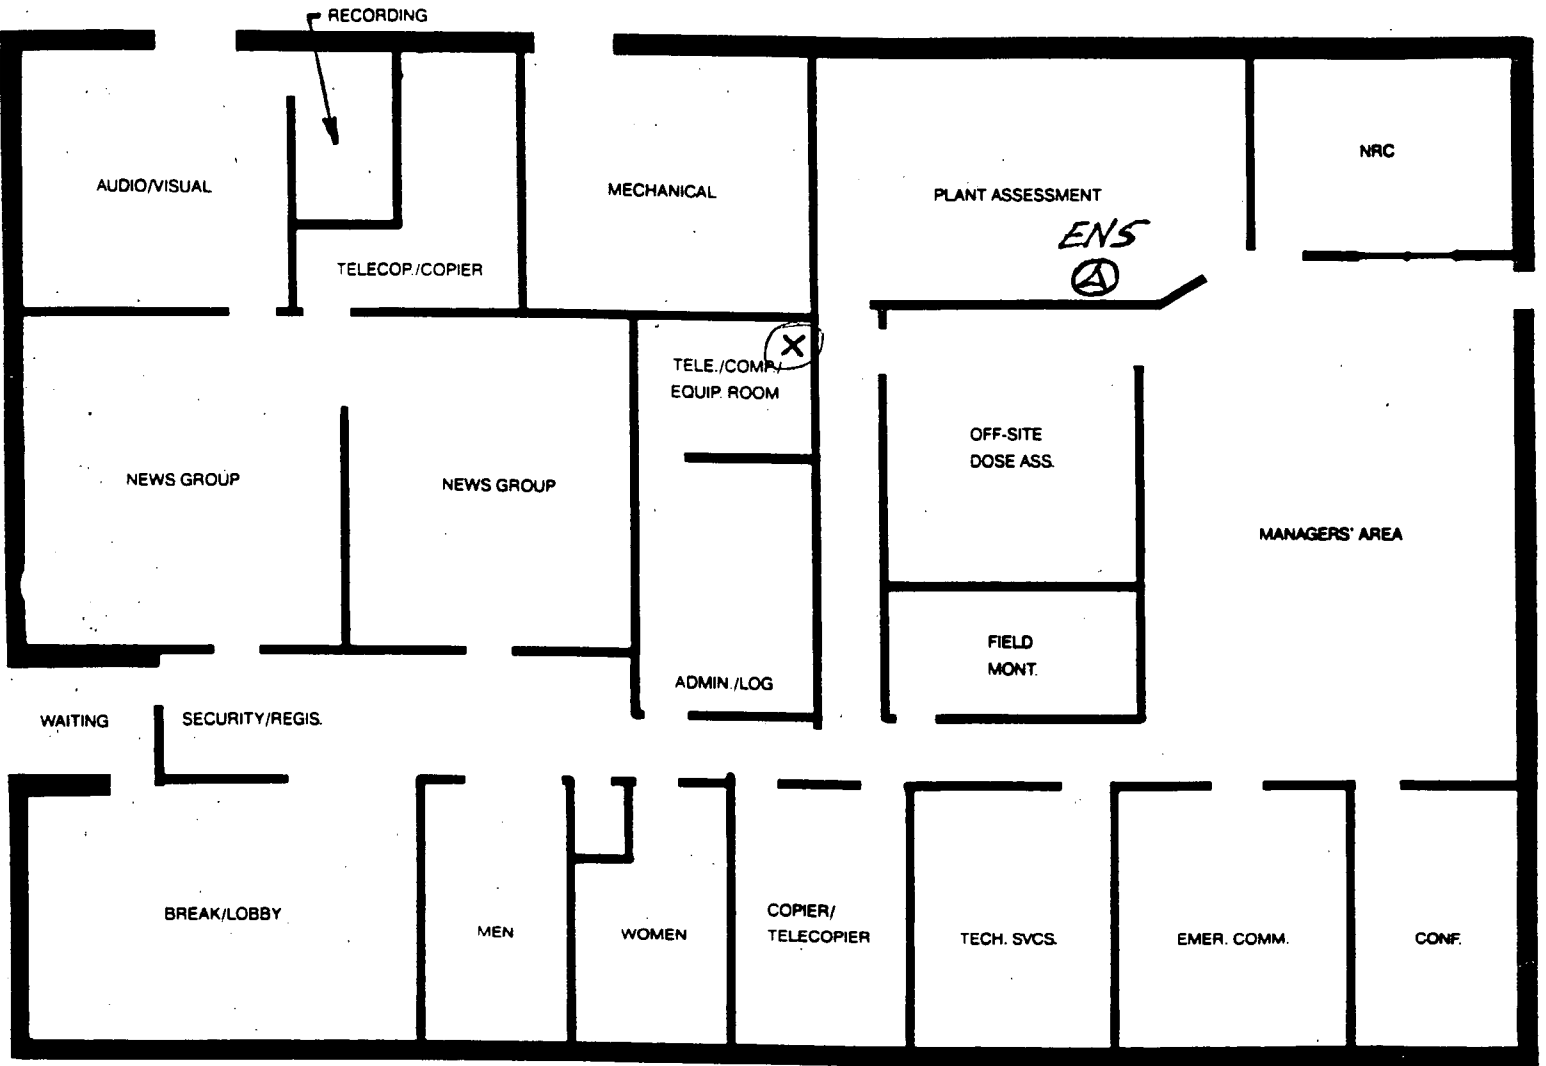 RECORDING
AUDIO/VISUAL
TELECOP./COPIER
MECHANICAL
PLANT ASSESSMENT
NRC
ENS
A
X
TELE./COMP./
EQUIP. ROOM
OFF-SITE
DOSE ASS.
NEWS GROUP
NEWS GROUP
MANAGERS' AREA
FIELD
MONT.
ADMIN./LOG
WAITING
SECURITY/REGIS.
BREAK/LOBBY
MEN
WOMEN
COPIER/
TELECOPIER
TECH. SVCS.
EMER. COMM.
CONF.